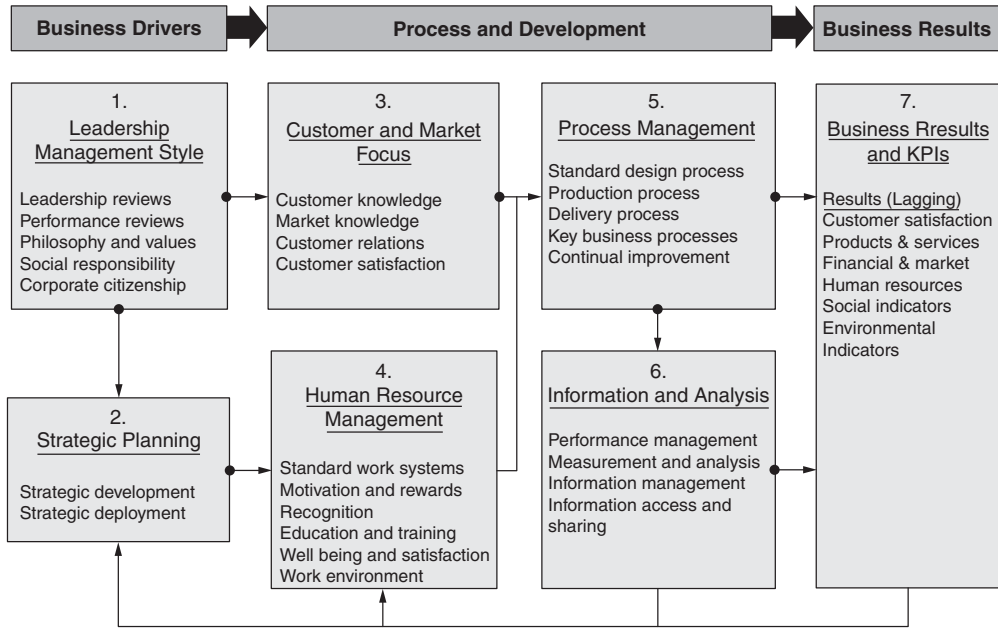 Business Drivers
Process and Development
Business Results
1.
Leadership
Management Style
Leadership reviews
Performance reviews
Philosophy and values
Social responsibility
Corporate citizenship
2.
Strategic Planning
Strategic development
Strategic deployment
3.
Customer and Market
Focus
Customer knowledge
Market knowledge
Customer relations
Customer satisfaction
4.
Human Resource
Management
Standard work systems
Motivation and rewards
Recognition
Education and training
Well being and satisfaction
Work environment
5.
Process Management
Standard design process
Production process
Delivery process
Key business processes
Continual improvement
6.
Information and Analysis
Performance management
Measurement and analysis
Information management
Information access and
sharing
7.
Business Rresults
and KPIs
Results (Lagging)
Customer satisfaction
Products & services
Financial & market
Human resources
Social indicators
Environmental
Indicators